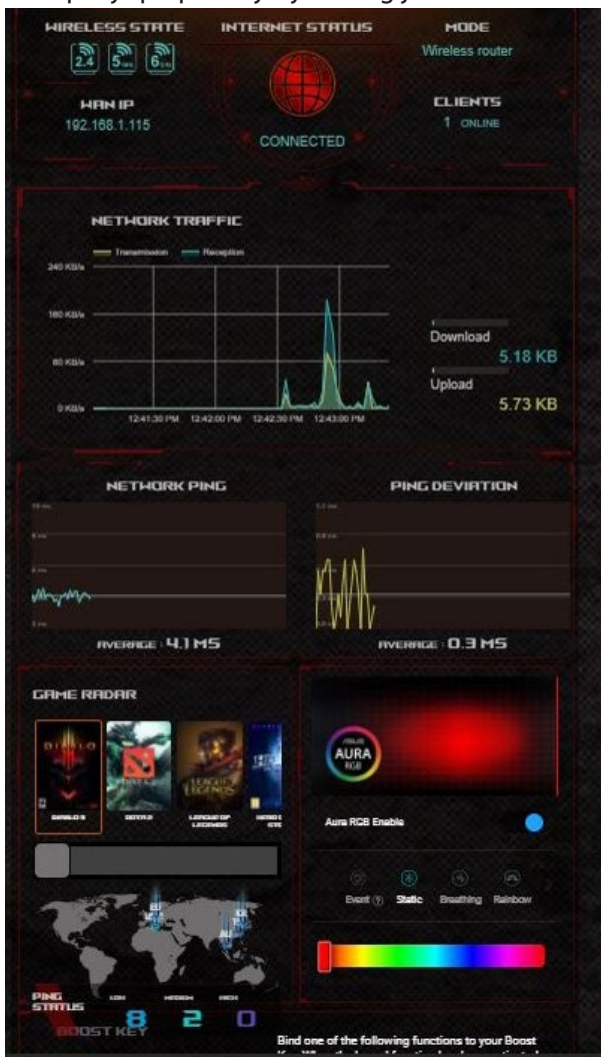 WIRELESS STATE
INTERNET STATUS
MODE
2.4
5
6
Wireless router
WAN IP
192.168.1.115
CLIENTS
1 ONLINE
CONNECTED
NETWORK TRAFFIC
Transmission
Reception
240 KB/s
160 KB/s
80 KB/s
0 KB/s
12:41:30 PM
12:42:00 PM
12:42:30 PM
12:43:00 PM
Download
5.18 KB
Upload
5.73 KB
NETWORK PING
PING DEVIATION
AVERAGE : 4.1 MS
AVERAGE : 0.3 MS
GAME RADAR
DIABLO
LEAGUE
LEGENDS
DIABLO 3
DOTA 2
LEAGUE OF
LEGENDS
ASUS
AURA
RGB
Aura RGB Enable
Event ?
Static
Breathing
Rainbow
PING
STATUS
LOW
MEDIUM
HIGH
8
2
0
BOOST KEY
Bind one of the following functions to your Boost